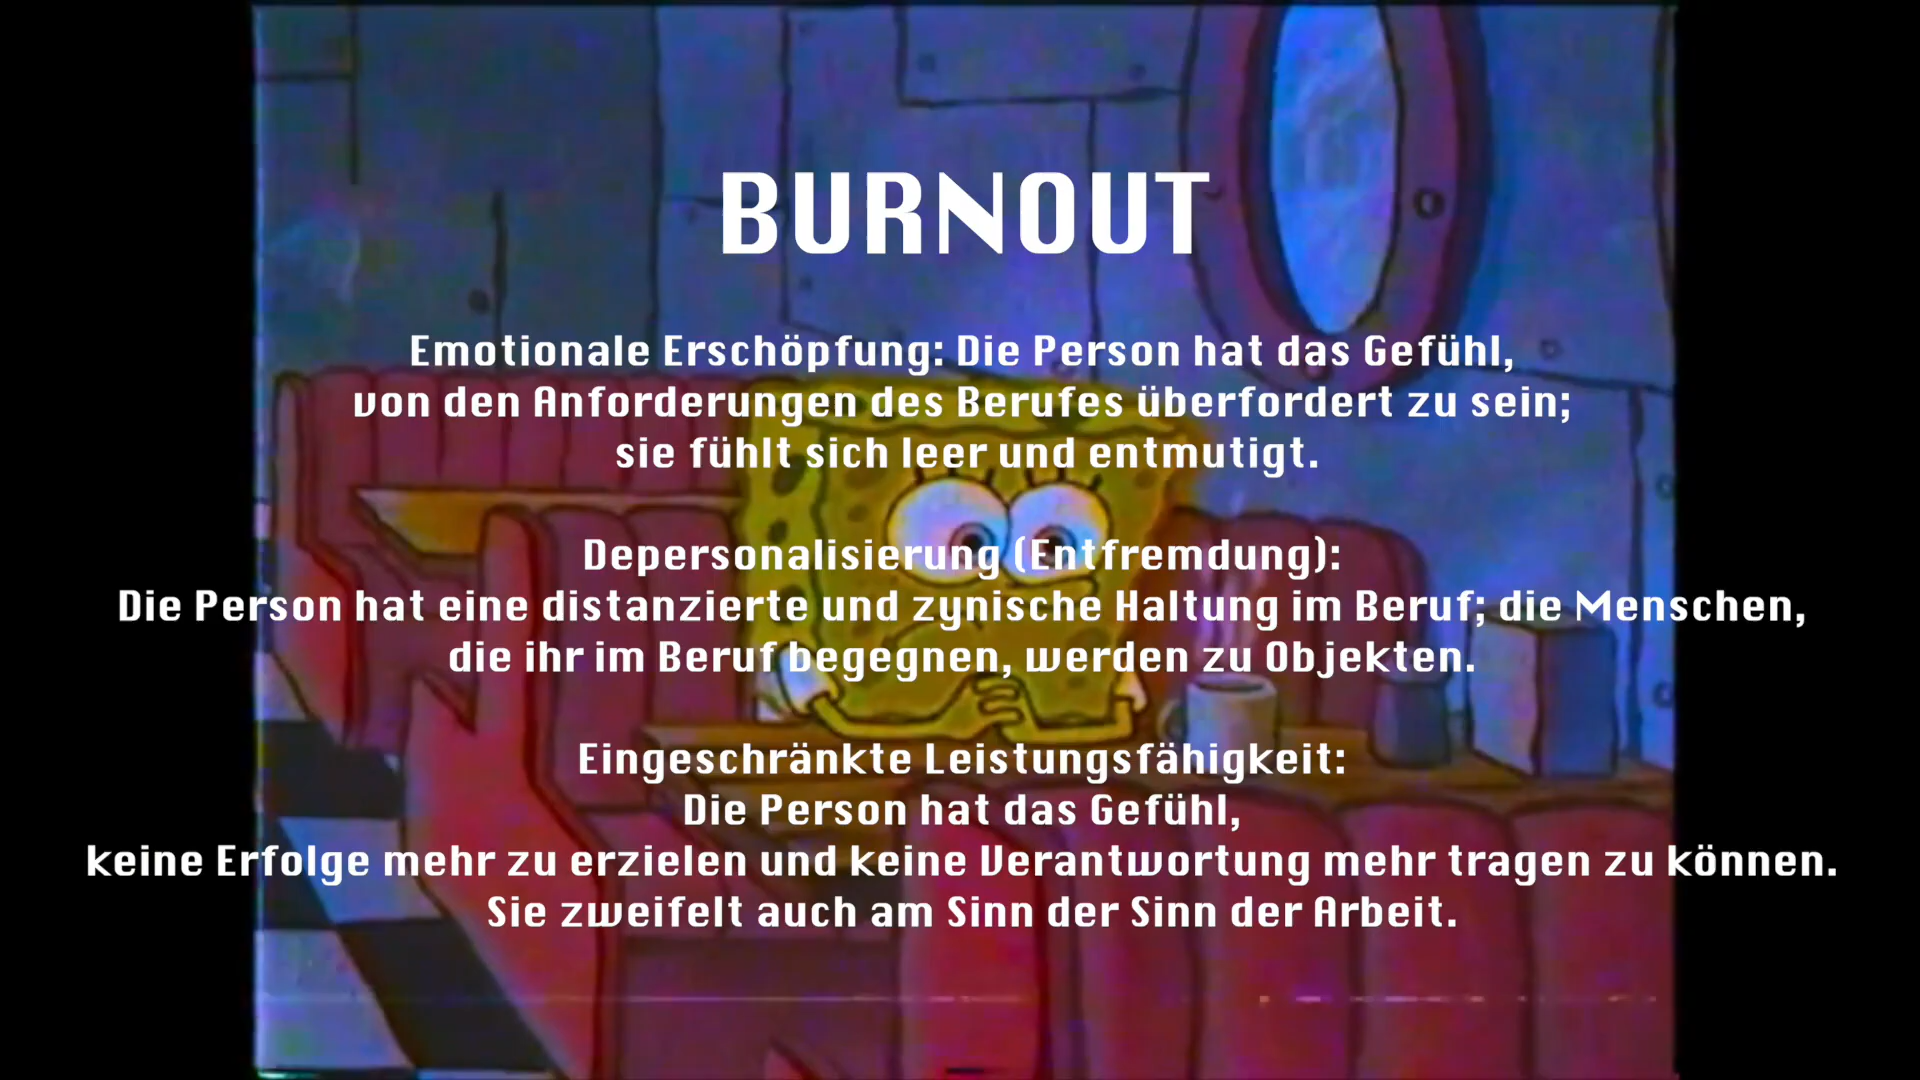 BURNOUT
Emotionale Erschöpfung: Die Person hat das Gefühl,
von den Anforderungen des Berufes überfordert zu sein;
sie fühlt sich leer und entmutigt.
Depersonalisierung (Entfremdung):
Die Person hat eine distanzierte und zynische Haltung im Beruf; die Menschen,
die ihr im Beruf begegnen, werden zu Objekten.
Eingeschränkte Leistungsfähigkeit:
Die Person hat das Gefühl,
keine Erfolge mehr zu erzielen und keine Verantwortung mehr tragen zu können.
Sie zweifelt auch am Sinn der Sinn der Arbeit.